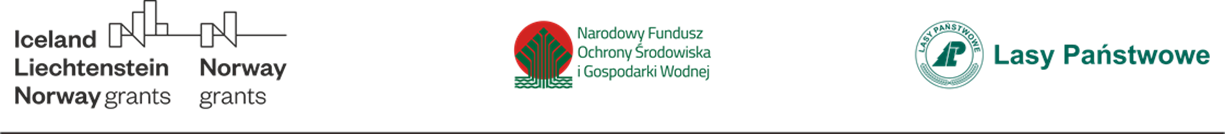 Iceland
Liechtenstein
Norway grants
Norway
grants
Narodowy Fundusz
Ochrony Środowiska
i Gospodarki Wodnej
LASY PAŃSTWOWE
Lasy Państwowe